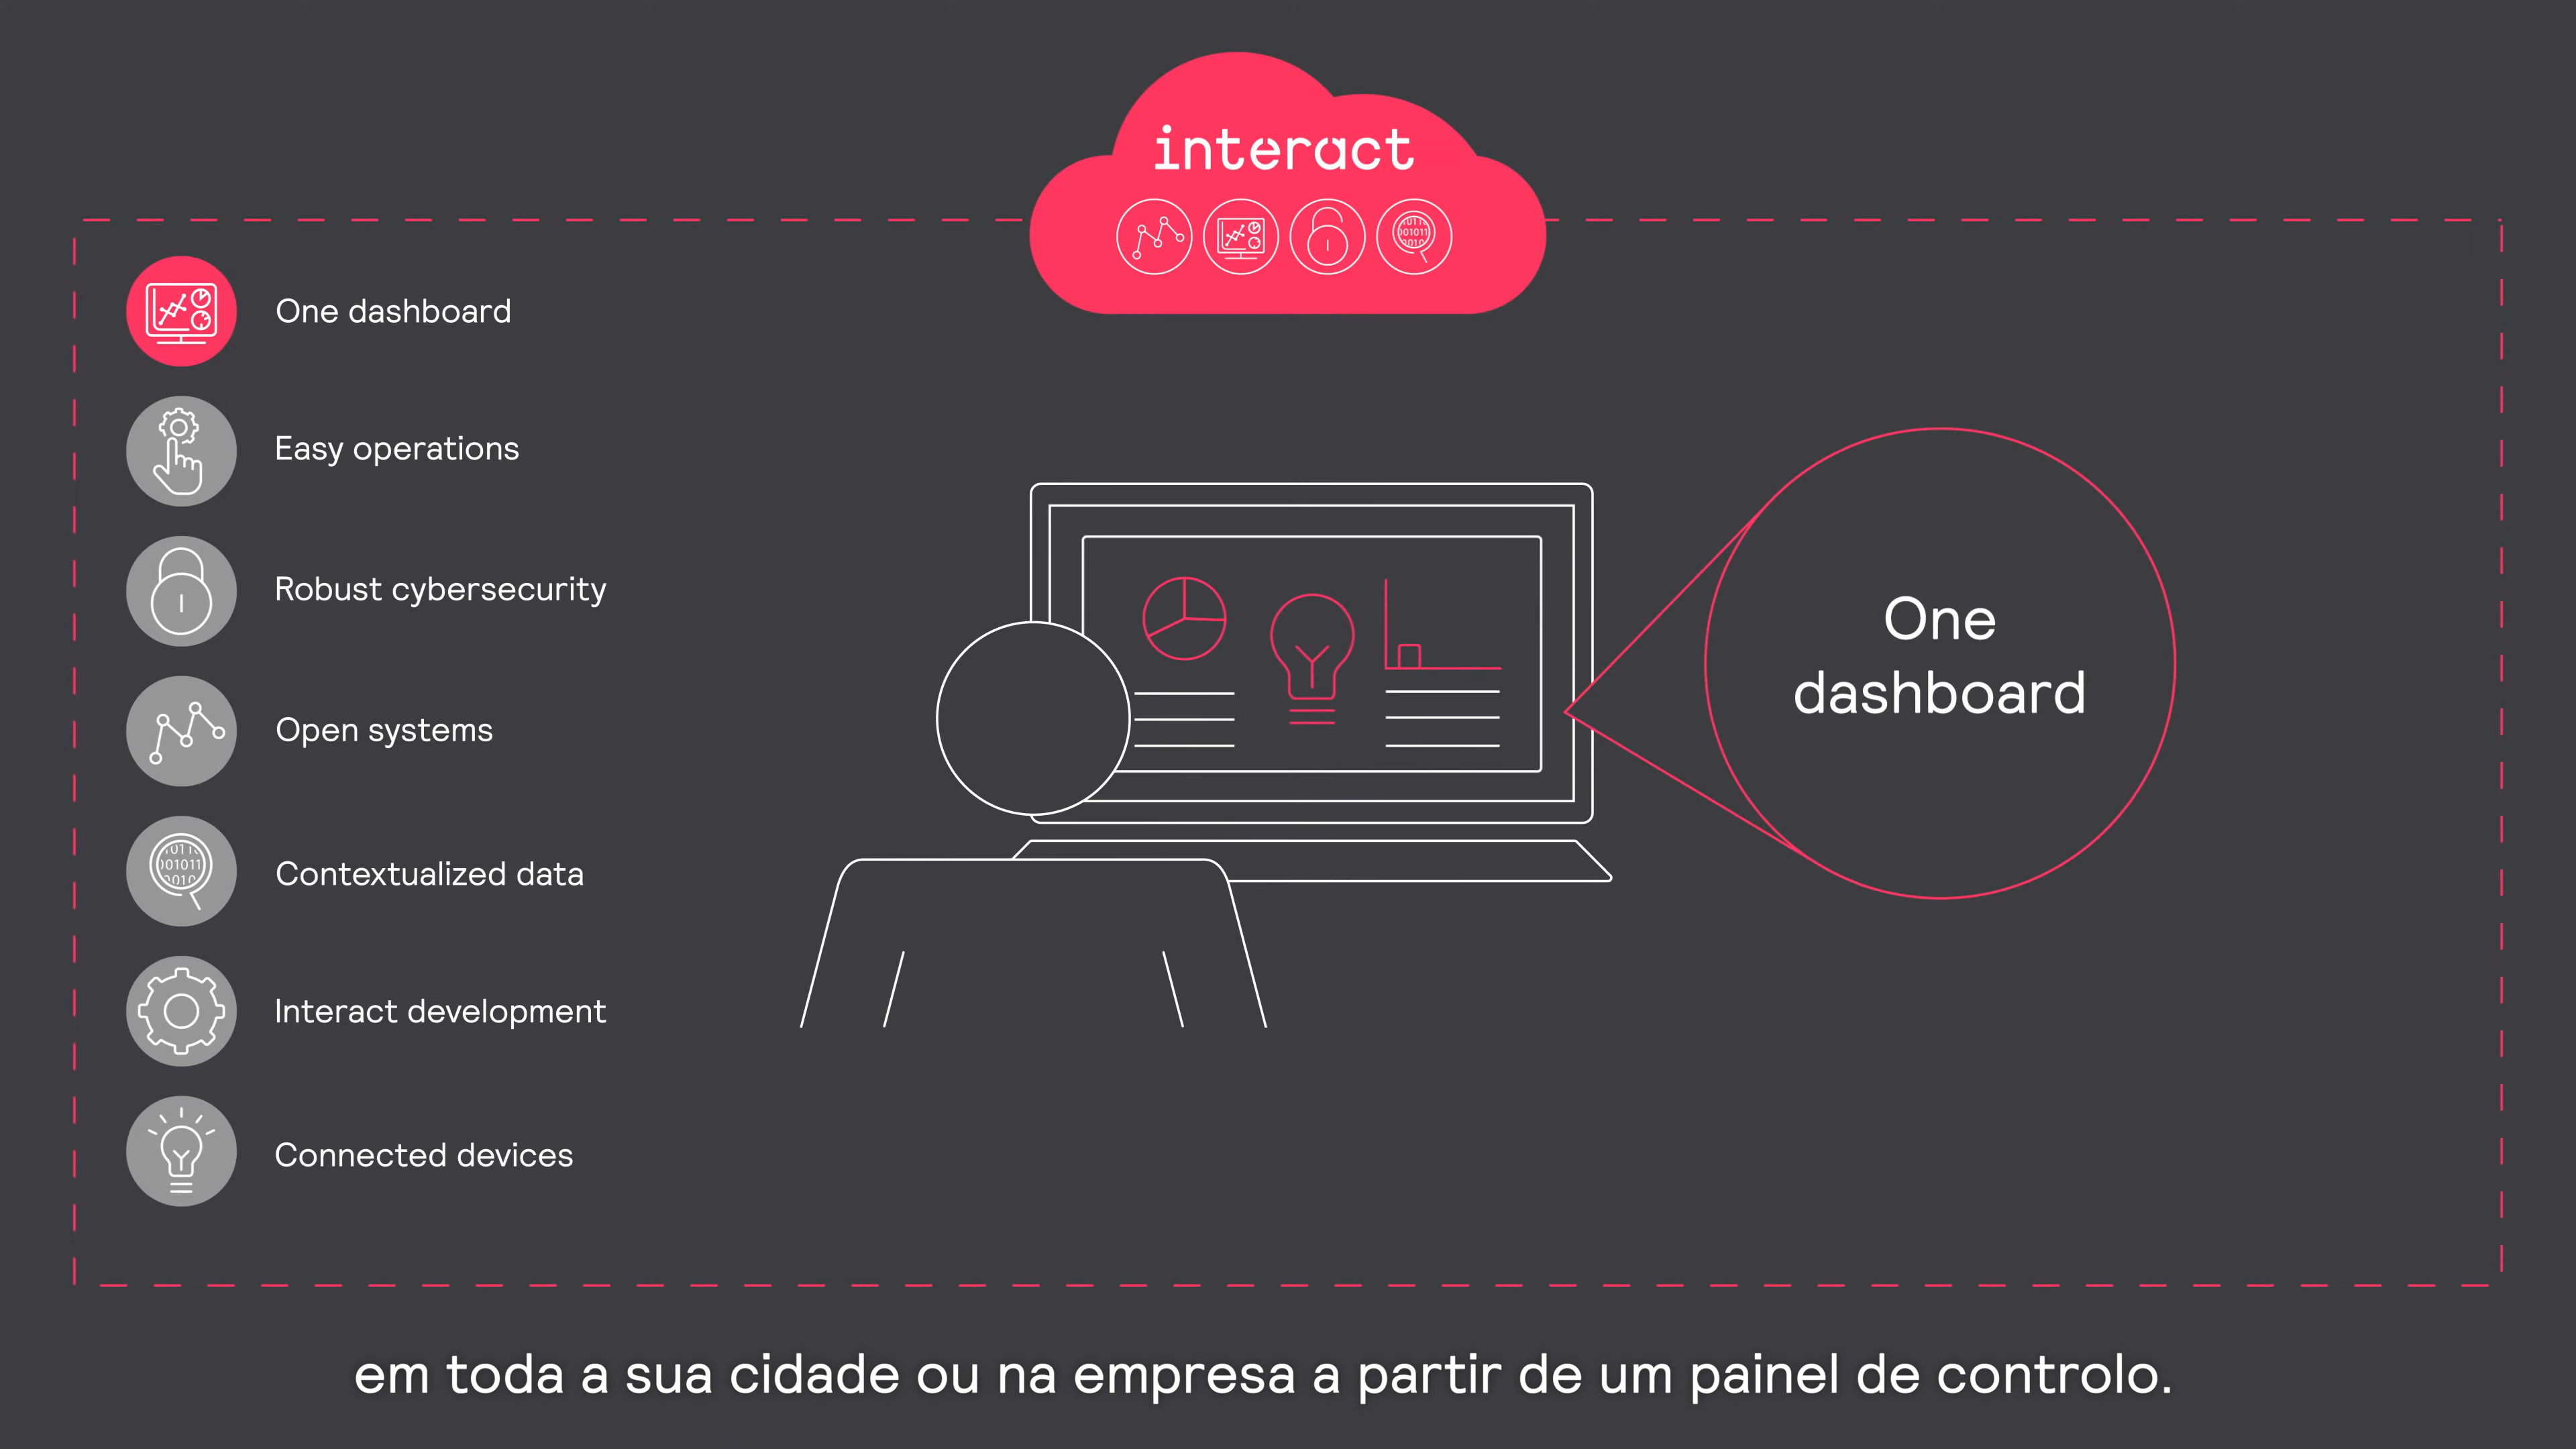 interact
One dashboard
Easy operations
Robust cybersecurity
Open systems
Contextualized data
Interact development
Connected devices
One
dashboard
em toda a sua cidade ou na empresa a partir de um painel de controlo.